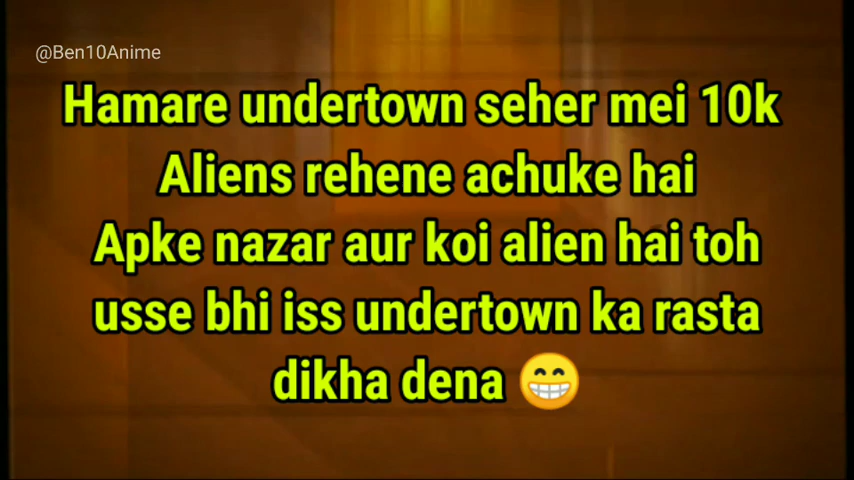 @Ben10Anime
Hamare undertown seher mei 10k
Aliens rehene achuke hai
Apke nazar aur koi alien hai toh
usse bhi iss undertown ka rasta
dikha dena 😁